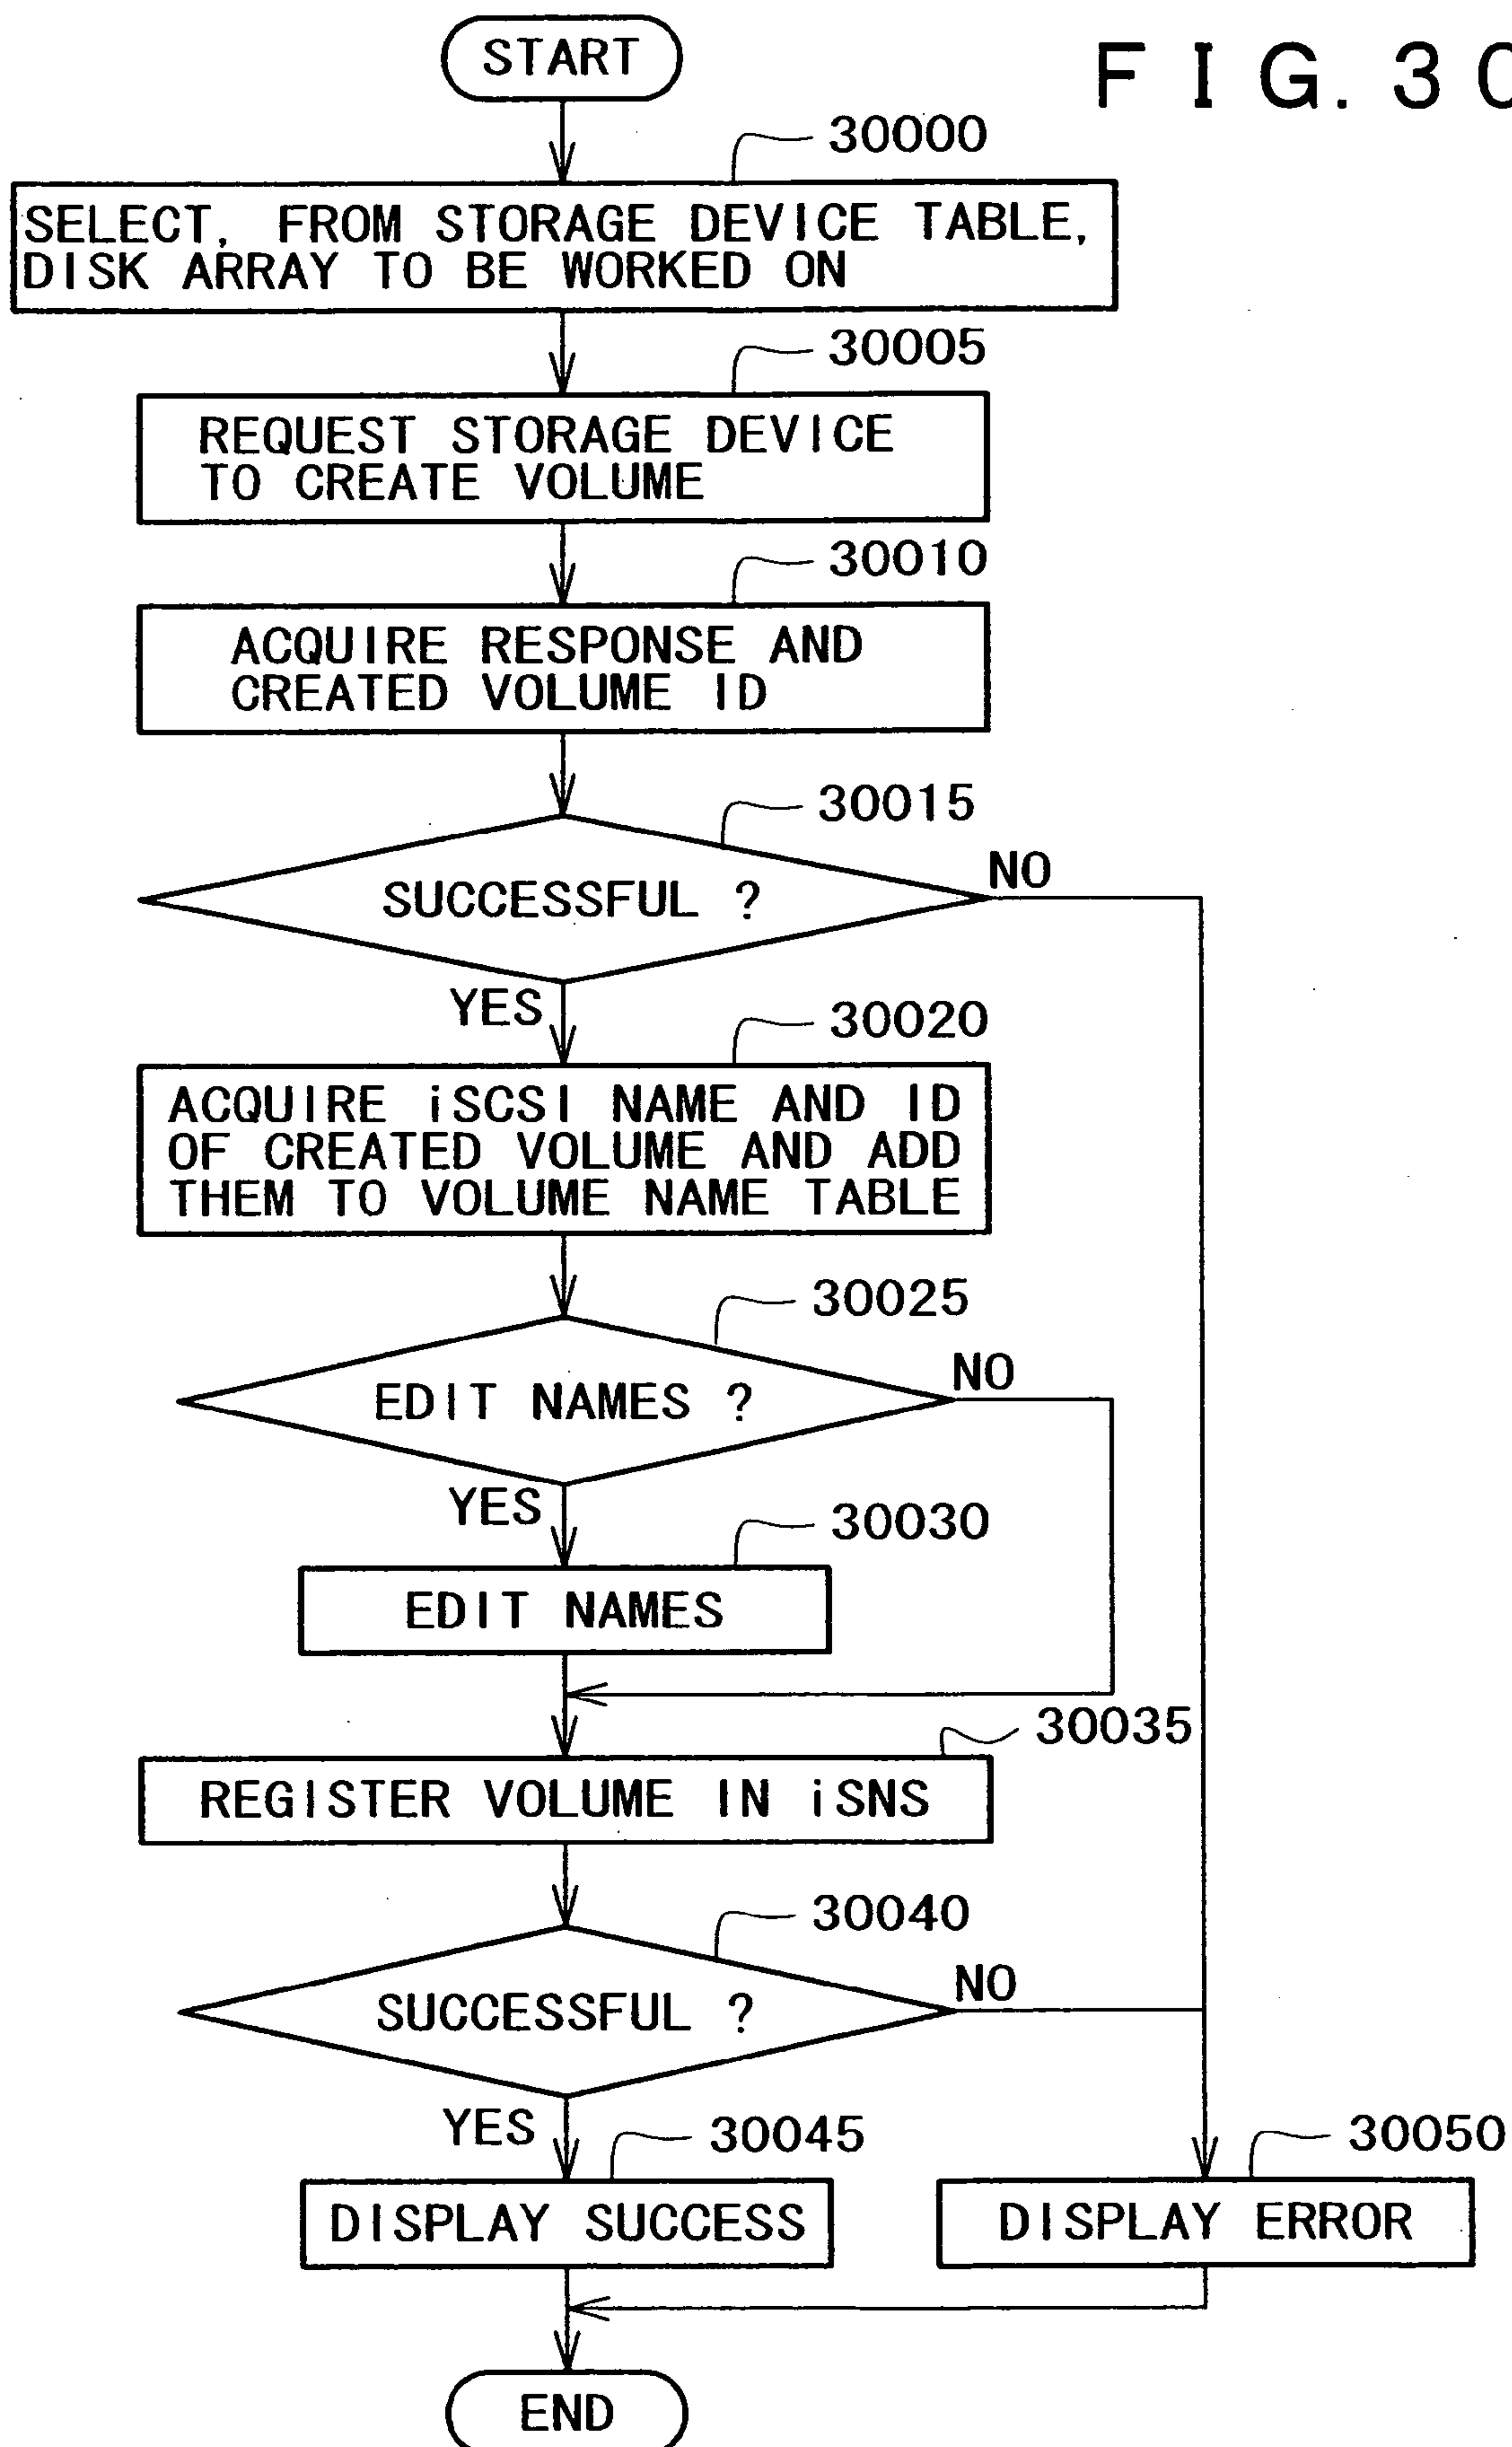 START
FIG. 30
30000
SELECT, FROM STORAGE DEVICE TABLE,
DISK ARRAY TO BE WORKED ON
30005
REQUEST STORAGE DEVICE
TO CREATE VOLUME
30010
ACQUIRE RESPONSE AND
CREATED VOLUME ID
30015
SUCCESSFUL ?
NO
YES
30020
ACQUIRE iSCSI NAME AND ID
OF CREATED VOLUME AND ADD
THEM TO VOLUME NAME TABLE
30025
EDIT NAMES ?
NO
YES
30030
EDIT NAMES
30035
REGISTER VOLUME IN iSNS
30040
SUCCESSFUL ?
NO
YES
30045
30050
DISPLAY SUCCESS
DISPLAY ERROR
END